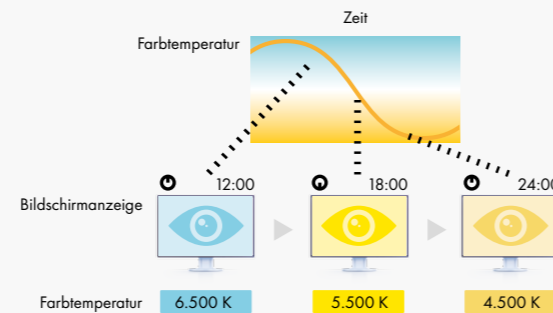 Zeit
Farbtemperatur
12:00
18:00
24:00
Bildschirmanzeige
Farbtemperatur
6.500 K
5.500 K
4.500 K